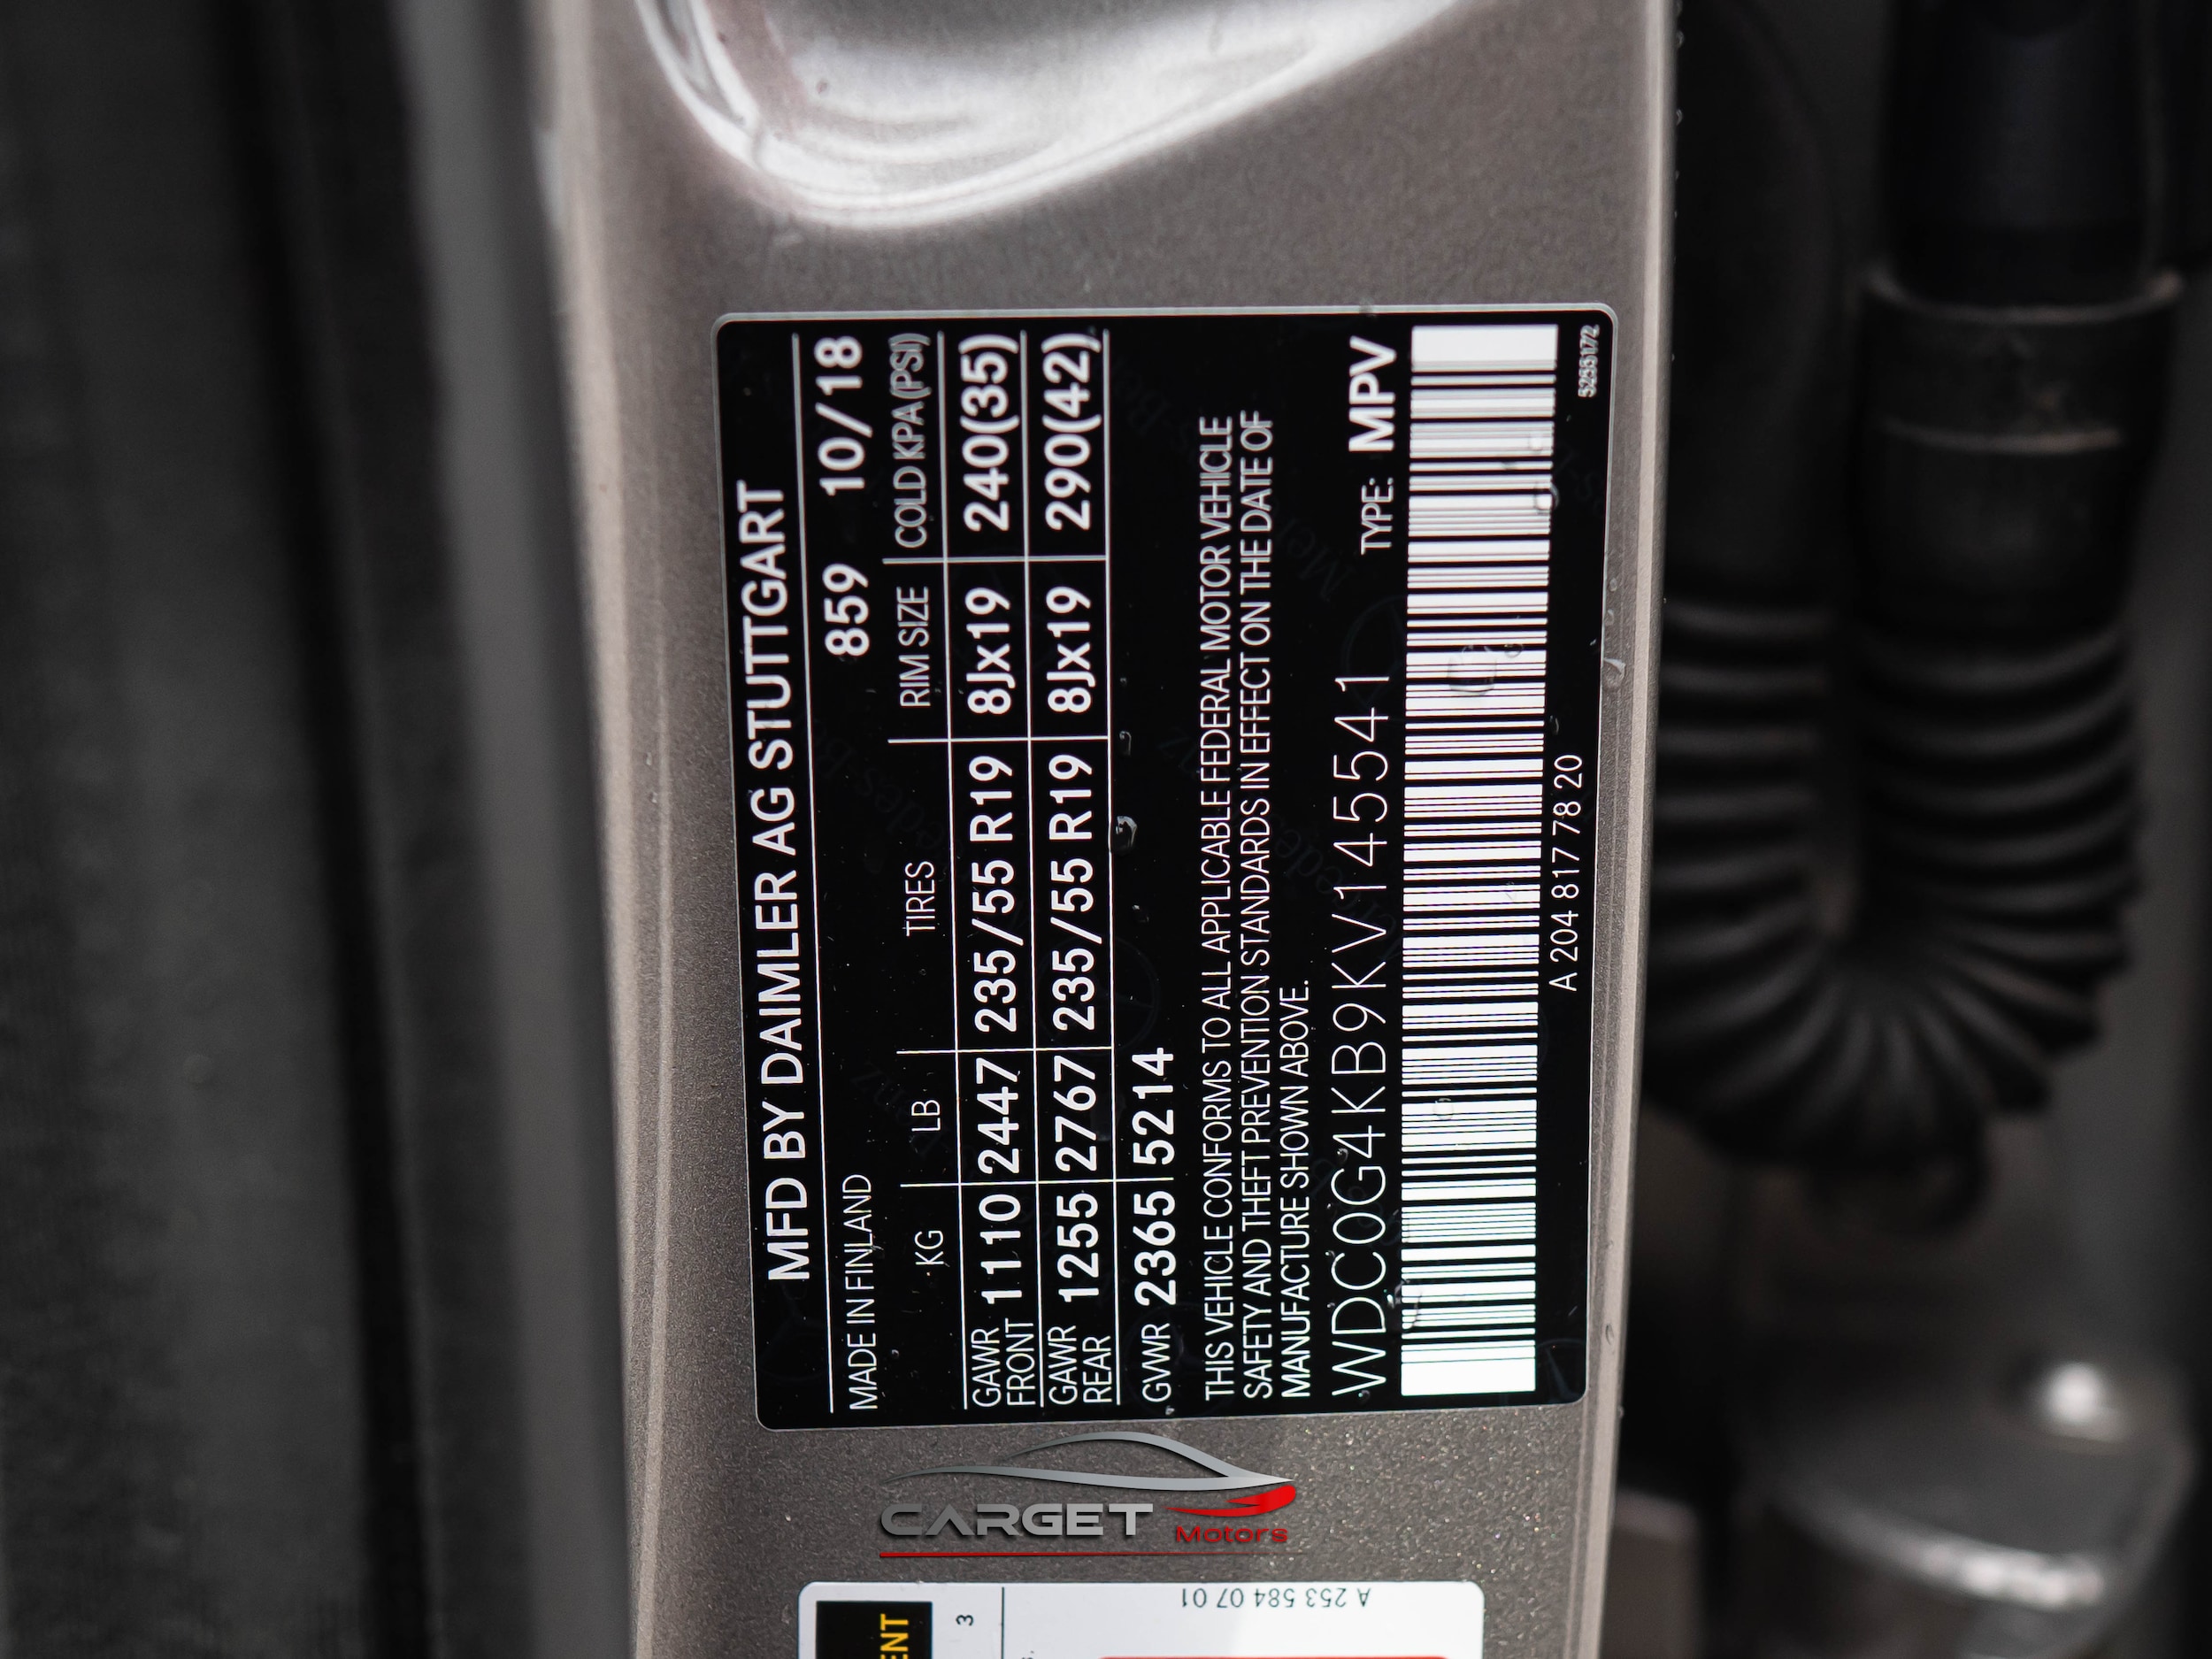 MFD BY DAIMLER AG STUTTGART
MADE IN FINLAND 859 10/18
KG LB TIRES RIM SIZE COLD KPA(PSI)
GAWR FRONT 1110 2447 235/55 R19 8Jx19 240(35)
GAWR REAR 1255 2767 235/55 R19 8Jx19 290(42)
GVWR 2365 5214
THIS VEHICLE CONFORMS TO ALL APPLICABLE FEDERAL MOTOR VEHICLE
SAFETY AND THEFT PREVENTION STANDARDS IN EFFECT ON THE DATE OF
MANUFACTURE SHOWN ABOVE.
WDC0G4KB9KV145541 TYPE: MPV
A 204 817 78 20
5255172
CARGET
Motors
A 253 584 07 01
3